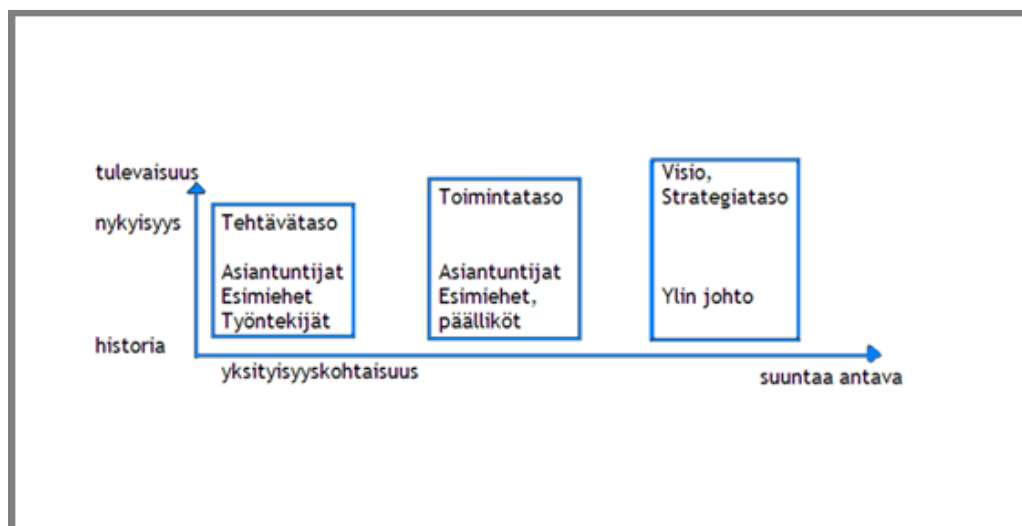 tulevaisuus
nykyisyys
historia
Tehtävätaso
Asiantuntijat
Esimiehet
Työntekijät
Toimintataso
Asiantuntijat
Esimiehet,
päälliköt
Visio,
Strategiataso
Ylin johto
yksityisyyskohtaisuus
suuntaa antava